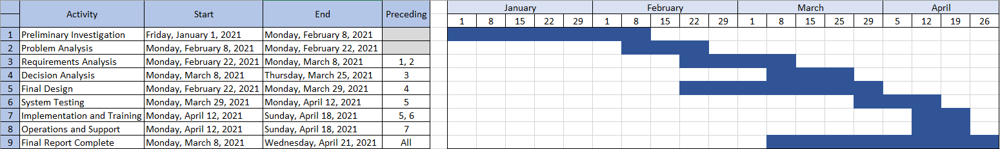 Activity Start End Preceding January February March April
1 8 15 22 29 1 8 15 22 1 8 15 25 29 5 12 19 26
1 Preliminary Investigation Friday, January 1, 2021 Monday, February 8, 2021
2 Problem Analysis Monday, February 8, 2021 Monday, February 22, 2021
3 Requirements Analysis Monday, February 22, 2021 Monday, March 8, 2021 1, 2
4 Decision Analysis Monday, March 8, 2021 Thursday, March 25, 2021 3
5 Final Design Monday, February 22, 2021 Monday, March 29, 2021 4
6 System Testing Monday, March 29, 2021 Monday, April 12, 2021 5
7 Implementation and Training Monday, April 12, 2021 Sunday, April 18, 2021 5, 6
8 Operations and Support Monday, April 12, 2021 Sunday, April 18, 2021 7
9 Final Report Complete Monday, March 8, 2021 Wednesday, April 21, 2021 All